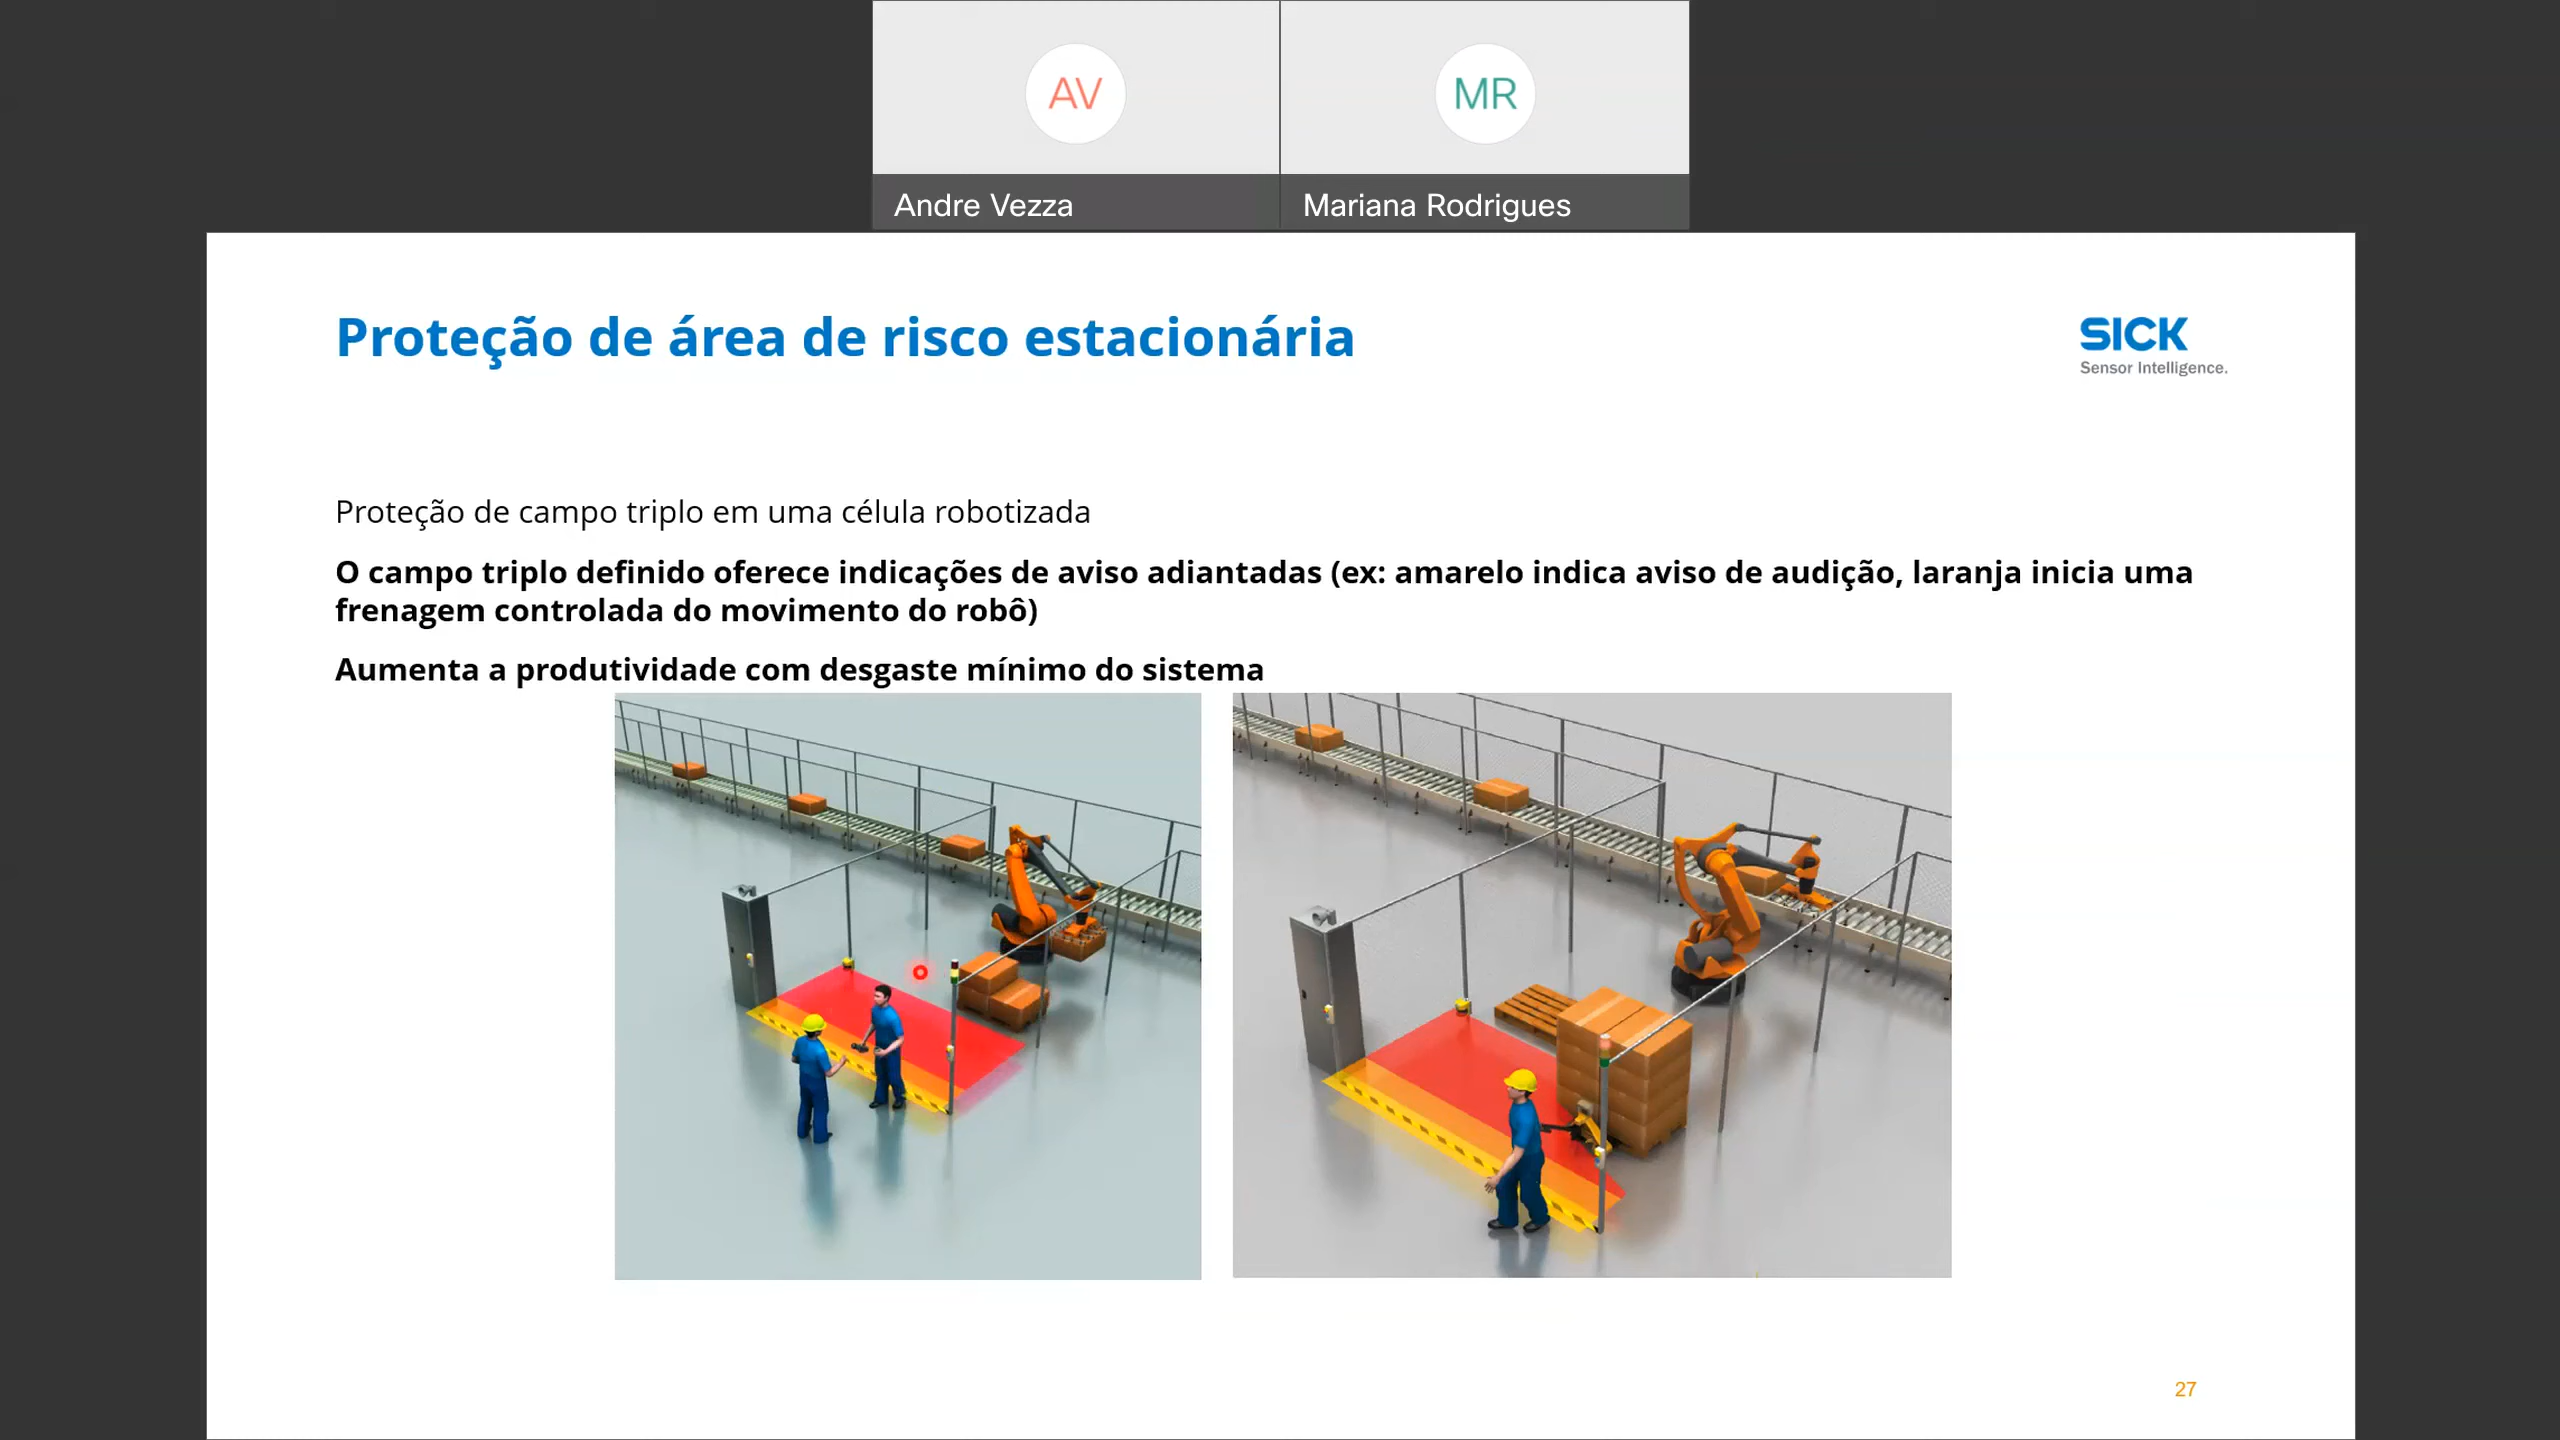 AV
MR
Andre Vezza
Mariana Rodrigues
Proteção de área de risco estacionária
SICK
Sensor Intelligence.
Proteção de campo triplo em uma célula robotizada
O campo triplo definido oferece indicações de aviso adiantadas (ex: amarelo indica aviso de audição, laranja inicia uma
frenagem controlada do movimento do robô)
Aumenta a produtividade com desgaste mínimo do sistema
27